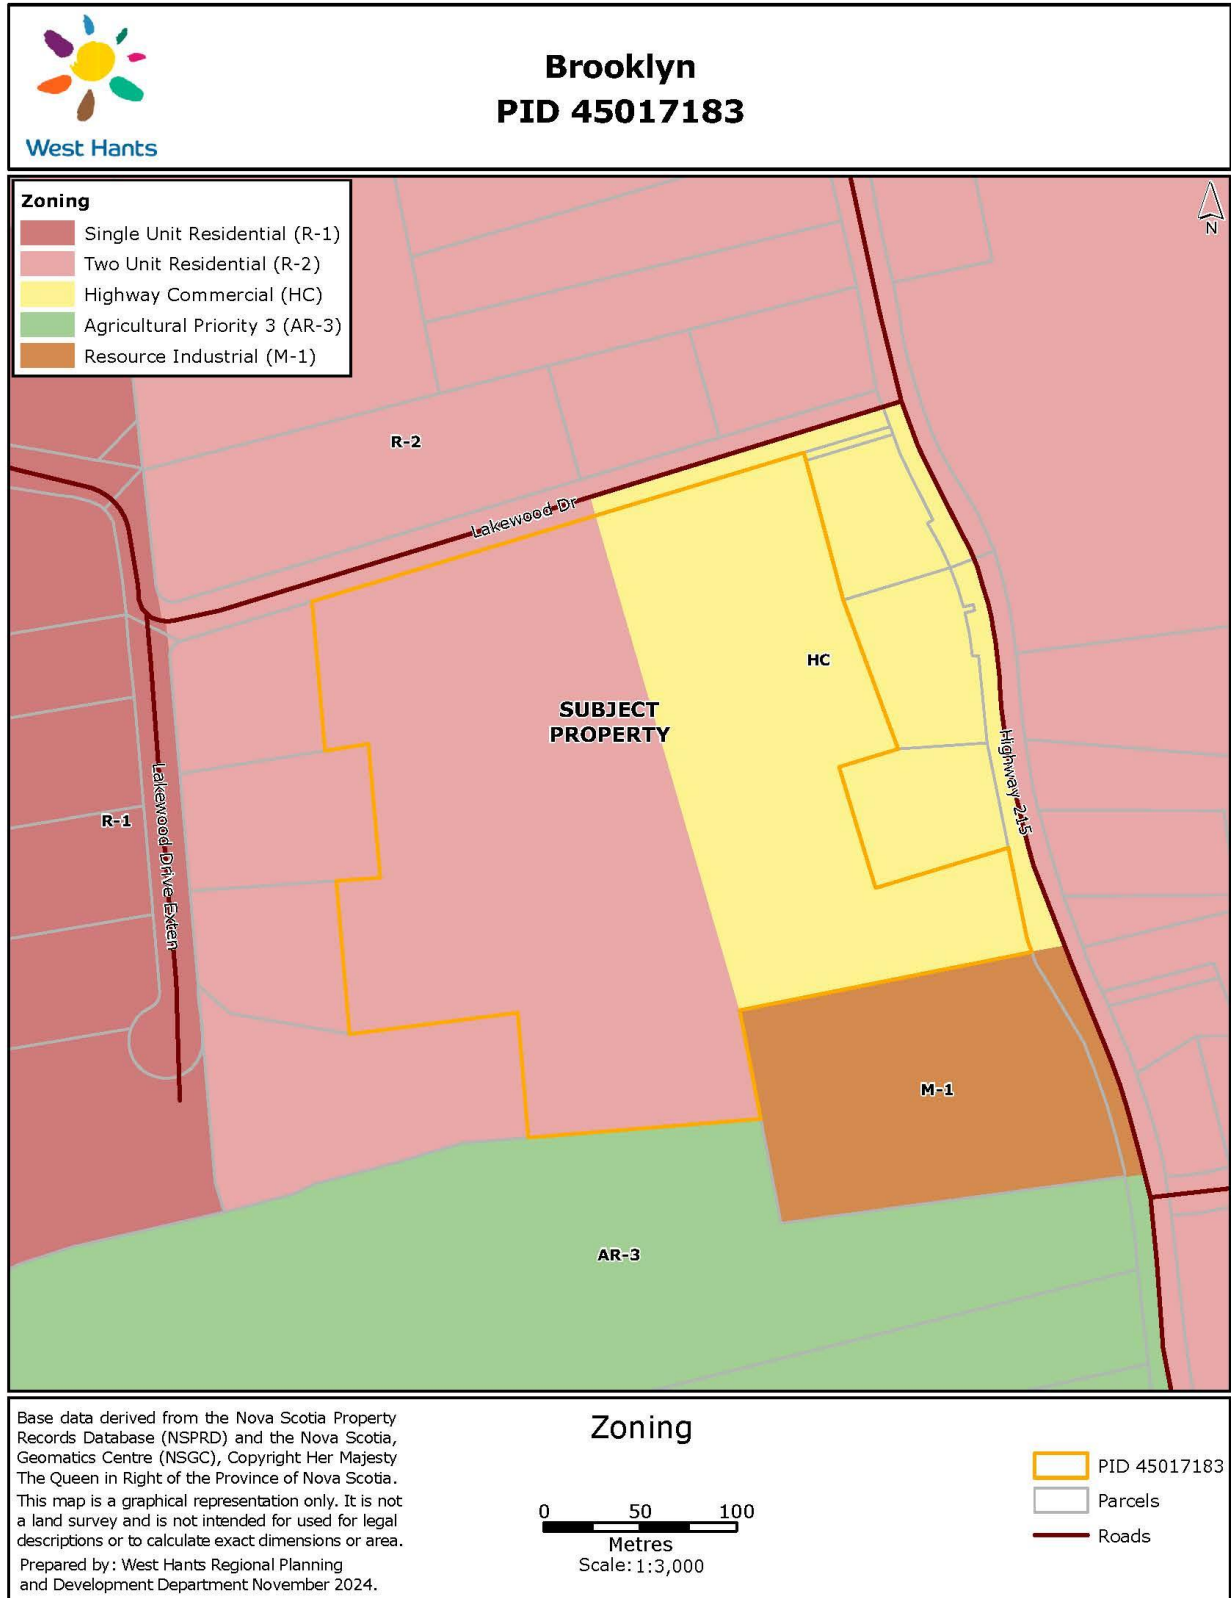 West Hants
Brooklyn
PID 45017183
Zoning
Single Unit Residential (R-1)
Two Unit Residential (R-2)
Highway Commercial (HC)
Agricultural Priority 3 (AR-3)
Resource Industrial (M-1)
N
R-2
Lakewood Dr
HC
SUBJECT
PROPERTY
Highway 215
R-1
Lakewood Drive Exten
M-1
AR-3
Base data derived from the Nova Scotia Property
Records Database (NSPRD) and the Nova Scotia,
Geomatics Centre (NSGC), Copyright Her Majesty
The Queen in Right of the Province of Nova Scotia.
This map is a graphical representation only. It is not
a land survey and is not intended for used for legal
descriptions or to calculate exact dimensions or area.
Prepared by: West Hants Regional Planning
and Development Department November 2024.
Zoning
0 50 100
Metres
Scale: 1:3,000
PID 45017183
Parcels
Roads